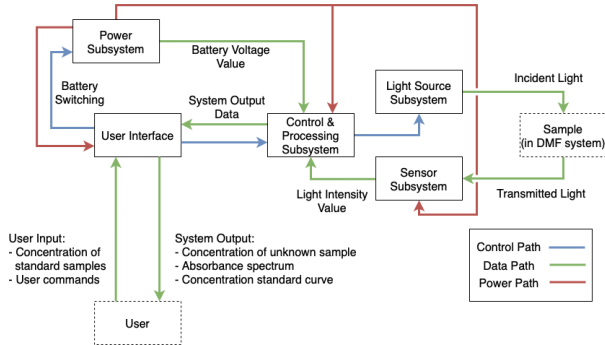 Power
Subsystem
Battery Voltage
Value
Battery
Switching
System Output
Data
User Interface
Control &
Processing
Subsystem
Light Source
Subsystem
Incident Light
Sample
(in DMF system)
Sensor
Subsystem
Transmitted Light
Light Intensity
Value
User Input:
- Concentration of
standard samples
- User commands
System Output:
- Concentration of unknown sample
- Absorbance spectrum
- Concentration standard curve
User
Control Path
Data Path
Power Path